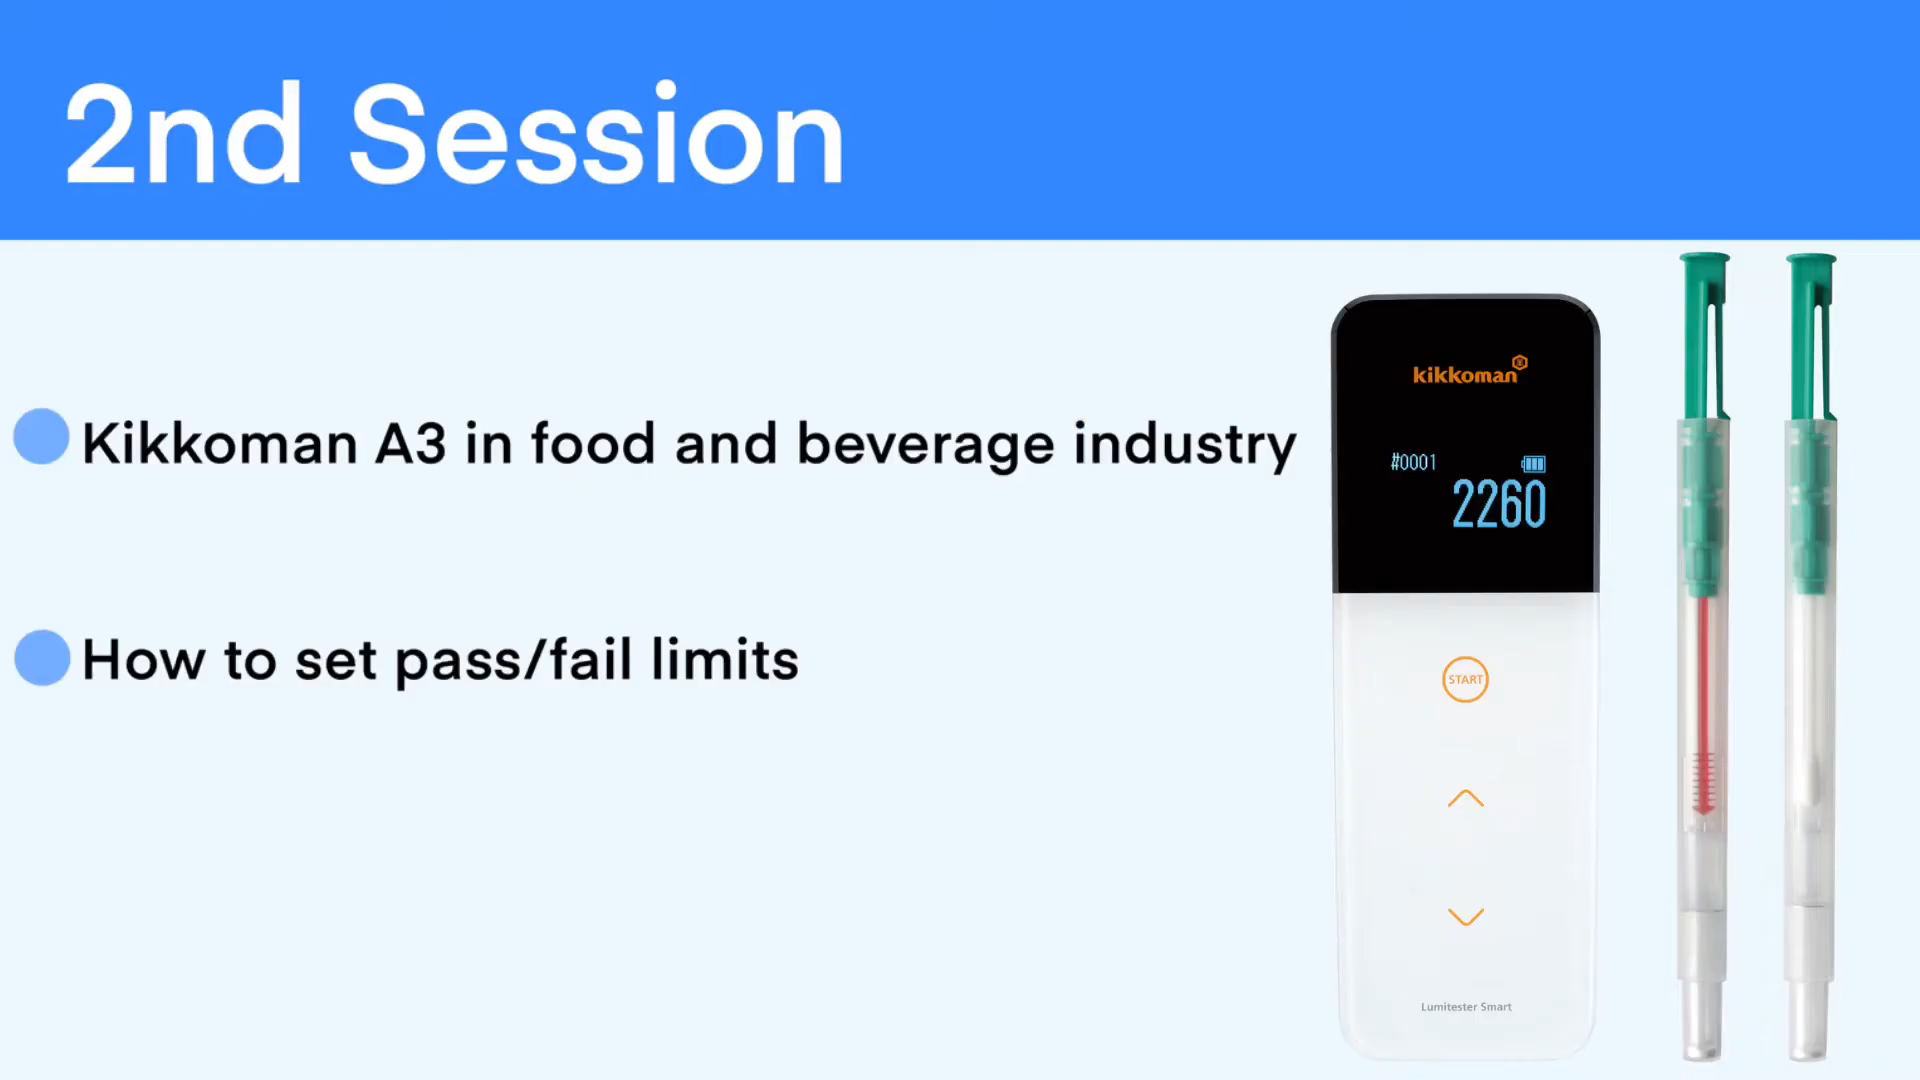 2nd Session
Kikkoman A3 in food and beverage industry
How to set pass/fail limits
kikkoman
#0001
2260
START
Lumitester Smart